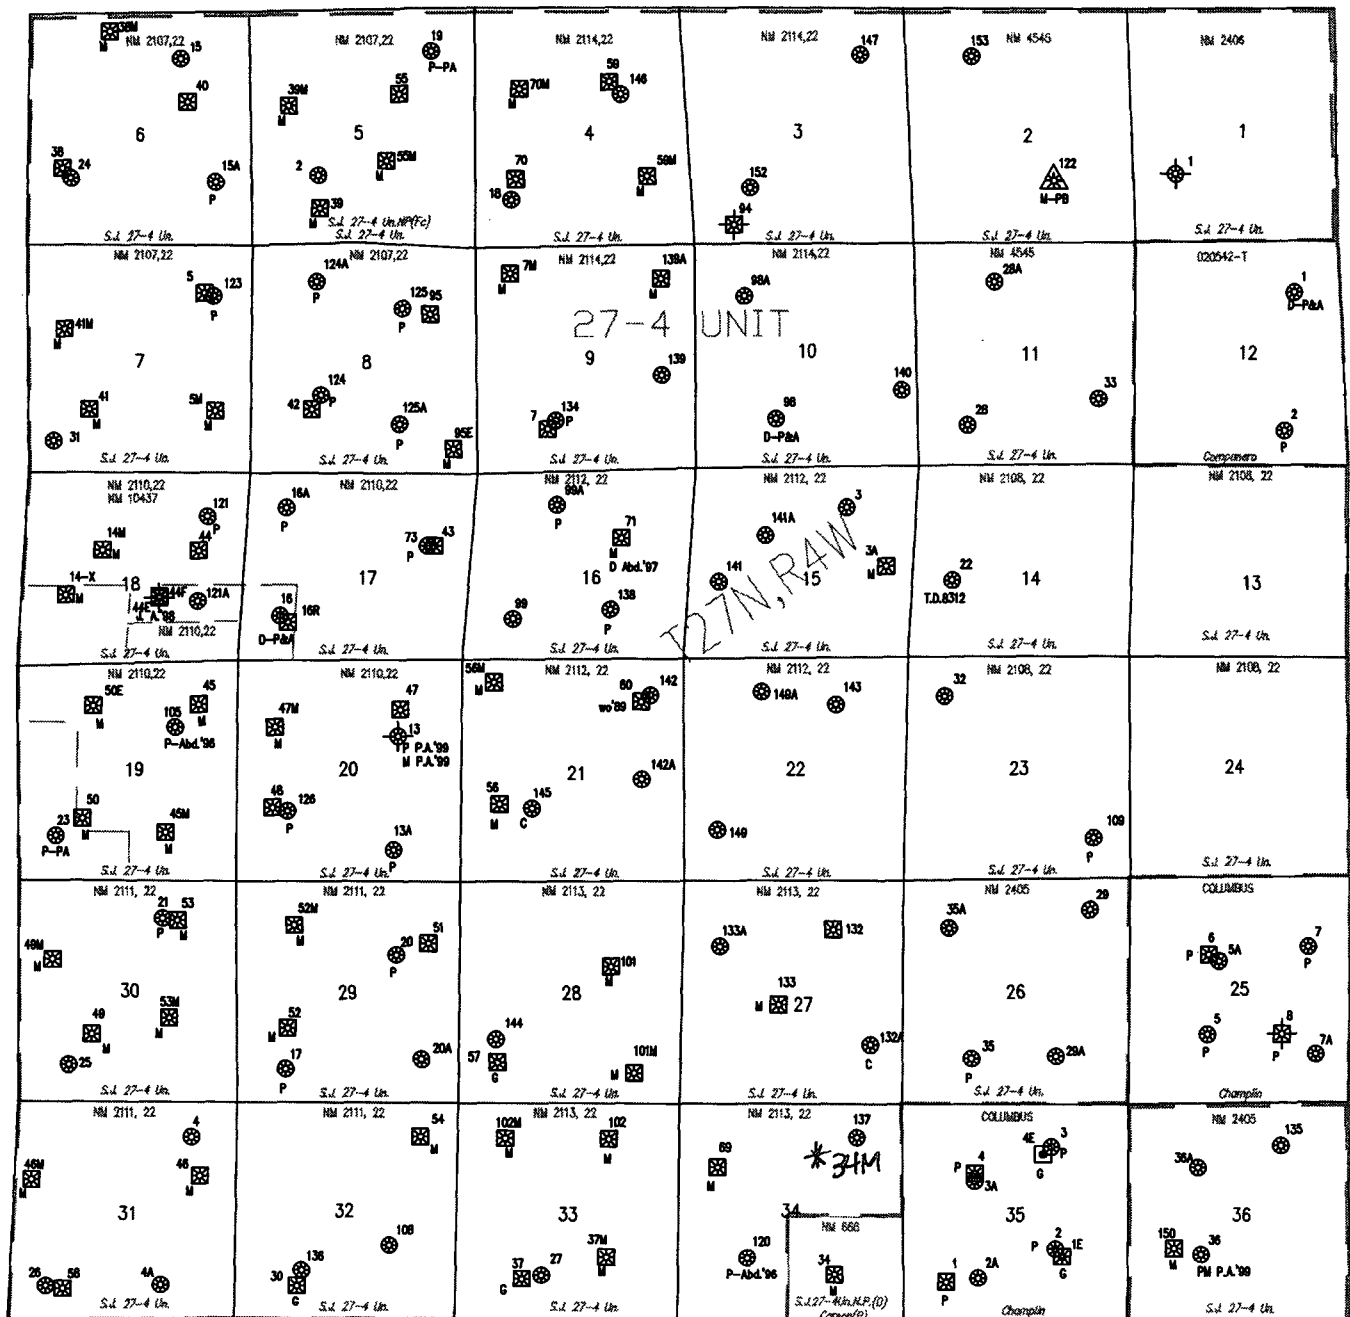 38M
M
NM 2107,22
15
40
6
38
24
15A
P
S.J. 27-4 Un.
NM 2107,22
19
P-PA
39M
M
55
5
2
55M
M
39
M
S.J. 27-4 Un.NP(Fc)
S.J. 27-4 Un.
NM 2114,22
70M
M
59
146
4
70
18
59M
M
S.J. 27-4 Un.
NM 2114,22
147
3
152
94
S.J. 27-4 Un.
NM 4545
153
2
122
M-PB
S.J. 27-4 Un.
NM 2406
1
1
S.J. 27-4 Un.
NM 2107,22
5
123
P
41M
M
7
41
M
5M
M
31
S.J. 27-4 Un.
NM 2107,22
124A
P
125
P
95
8
124
P
42
125A
P
95E
M
S.J. 27-4 Un.
NM 2114,22
7M
M
139A
M
27-4 UNIT
9
139
7
134
P
S.J. 27-4 Un.
NM 2114,22
98A
10
140
98
D-P&A
S.J. 27-4 Un.
NM 4545
28A
11
33
28
S.J. 27-4 Un.
020542-T
1
D-P&A
12
2
P
Companero
NM 2110,22
NM 10437
121
P
14M
M
44
14-X
M
18
44F
44E
121A
NM 2110,22
S.J. 27-4 Un.
NM 2110,22
16A
P
73
P
43
17
16
16R
D-P&A
S.J. 27-4 Un.
NM 2112, 22
99A
P
71
M
D Abd.'97
16
99
138
P
S.J. 27-4 Un.
NM 2112, 22
3
141A
3A
M
141
15
T27N,R4W
S.J. 27-4 Un.
NM 2108, 22
22
T.D.8312
14
S.J. 27-4 Un.
NM 2108, 22
13
S.J. 27-4 Un.
NM 2110,22
50E
M
45
M
105
P-Abd.'96
19
50
M
45M
M
23
P-PA
S.J. 27-4 Un.
NM 2110,22
47
47M
M
13
P P.A.'99
M P.A.'99
20
48
126
P
13A
P
S.J. 27-4 Un.
NM 2112, 22
56M
M
60
wo'89
142
21
142A
56
M
145
C
S.J. 27-4 Un.
NM 2112, 22
149A
143
22
149
S.J. 27-4 Un.
NM 2108, 22
32
23
109
P
S.J. 27-4 Un.
NM 2108, 22
24
S.J. 27-4 Un.
NM 2111, 22
21
P
53
M
M
30
49
M
53M
M
25
S.J. 27-4 Un.
NM 2111, 22
52M
M
51
20
P
29
52
M
17
P
20A
S.J. 27-4 Un.
NM 2113, 22
101
M
28
144
57
G
101M
M
S.J. 27-4 Un.
NM 2113, 22
133A
132
133
M
27
132A
C
S.J. 27-4 Un.
NM 2405
35A
29
26
35
P
29A
S.J. 27-4 Un.
COLUMBUS
6
P
5A
7
P
25
5
P
8
P
7A
Champlin
NM 2111, 22
4
46M
M
46
M
31
26
58
4A
S.J. 27-4 Un.
NM 2111, 22
54
M
32
108
136
30
G
S.J. 27-4 Un.
NM 2113, 22
102M
M
102
M
33
37M
M
37
G
27
S.J. 27-4 Un.
NM 2113, 22
137
69
M
*34M
34
120
P-Abd.'96
NM 666
34
M
S.J.27-4Un.N.P.(D)
COLUMBUS
4E
G
3
P
4
P
3A
35
2
P
1E
G
1
P
2A
Champlin
NM 2405
135
36A
36
150
M
36
PM P.A.'99
S.J. 27-4 Un.